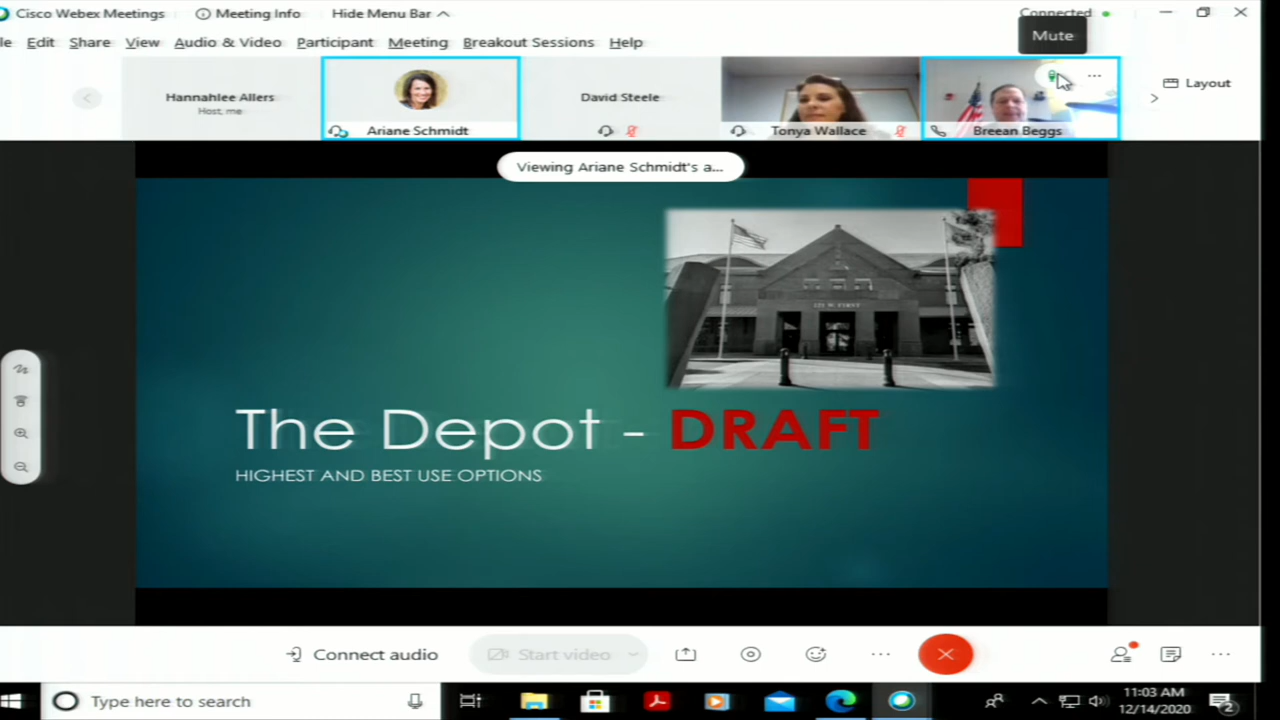 Cisco Webex Meetings
Meeting Info
Hide Menu Bar
Connected
Mute
le Edit Share View Audio & Video Participant Meeting Breakout Sessions Help
Hannahlee Allers
Host, me
Ariane Schmidt
David Steele
Tonya Wallace
Breean Beggs
Layout
Viewing Ariane Schmidt's a...
The Depot - DRAFT
HIGHEST AND BEST USE OPTIONS
Connect audio
Start video
Type here to search
11:03 AM
12/14/2020
2